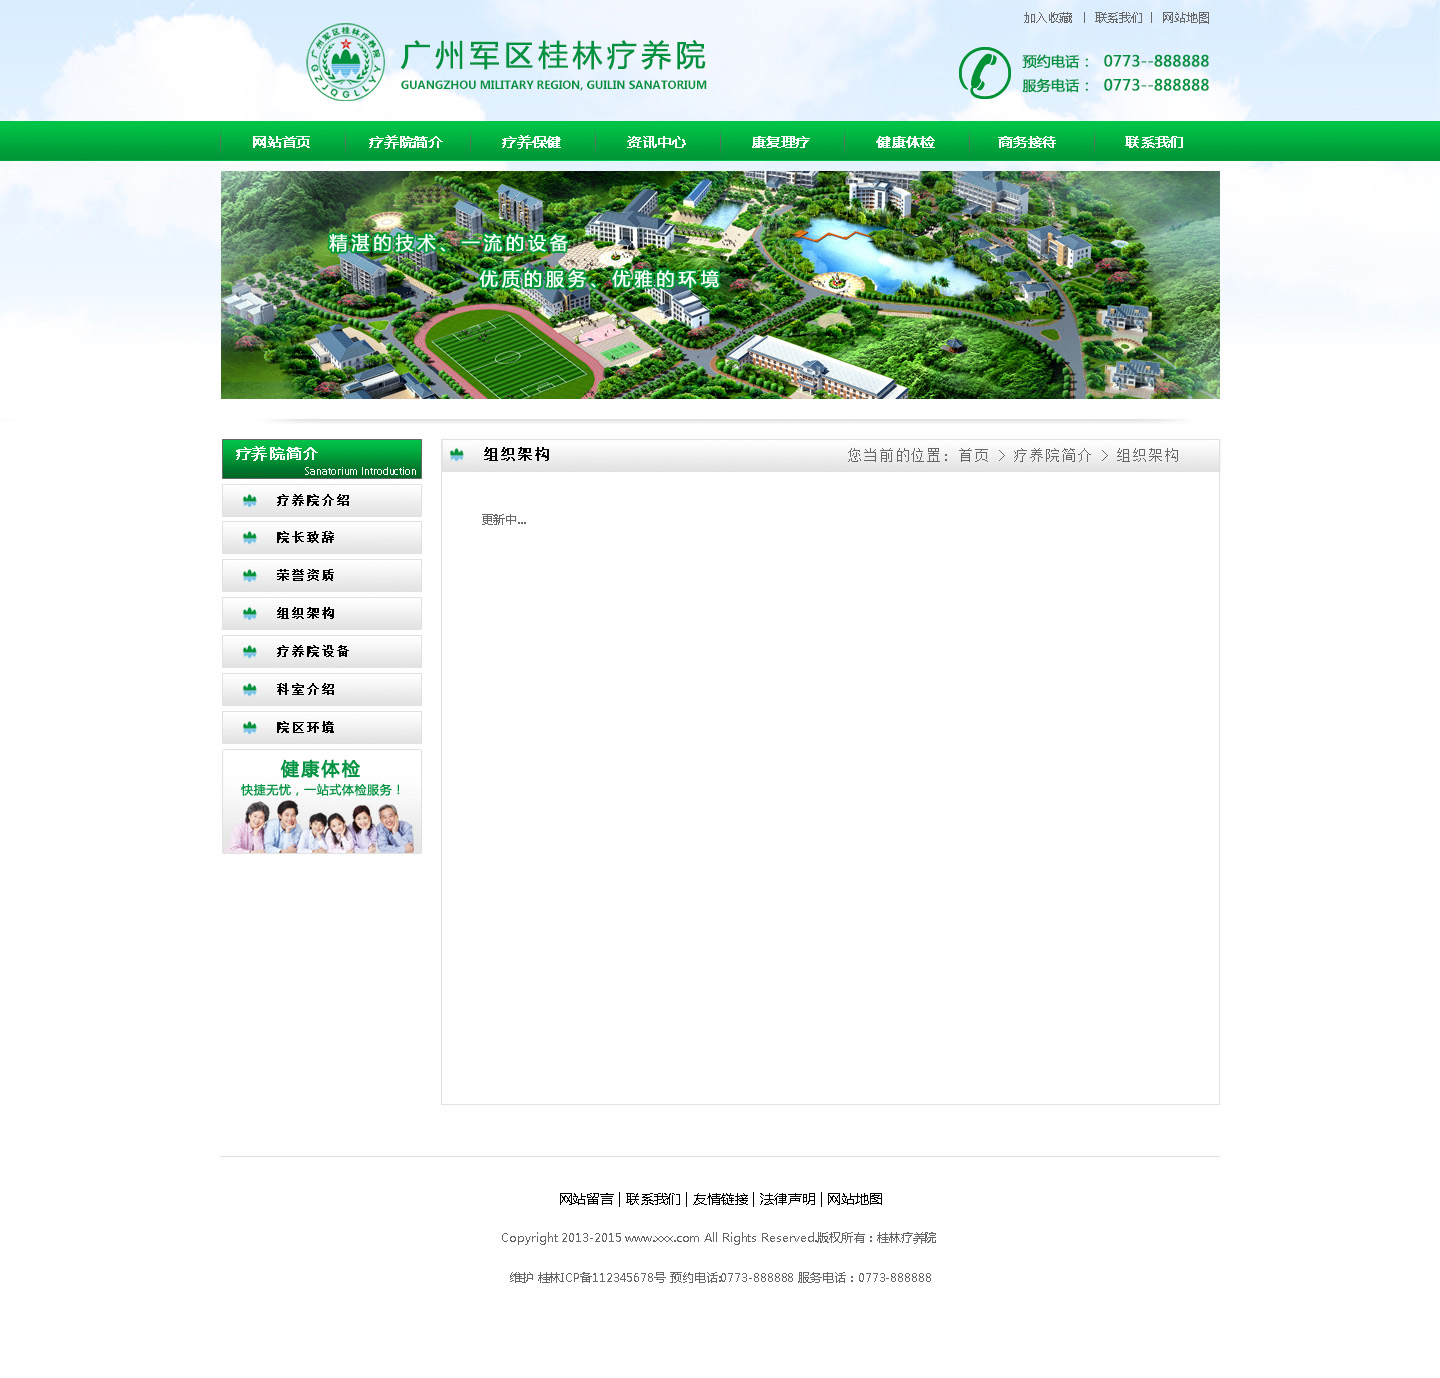 加入收藏 | 联系我们 | 网站地图
广州军区桂林疗养院
GZJQGLLYY
广州军区桂林疗养院
GUANGZHOU MILITARY REGION, GUILIN SANATORIUM
预约电话： 0773--888888
服务电话： 0773--888888
网站首页 疗养院简介 疗养保健 资讯中心 康复理疗 健康体检 商务接待 联系我们
精湛的技术、一流的设备
优质的服务、优雅的环境
疗养院简介
Sanatorium Introduction
疗养院介绍
院长致辞
荣誉资质
组织架构
疗养院设备
科室介绍
院区环境
健康体检
快捷无忧，一站式体检服务！
组织架构
您当前的位置：首页 > 疗养院简介 > 组织架构
更新中...
网站留言 | 联系我们 | 友情链接 | 法律声明 | 网站地图
Copyright 2013-2015 www.xxx.com All Rights Reserved.版权所有：桂林疗养院
维护 桂林ICP备112345678号 预约电话:0773-888888 服务电话：0773-888888